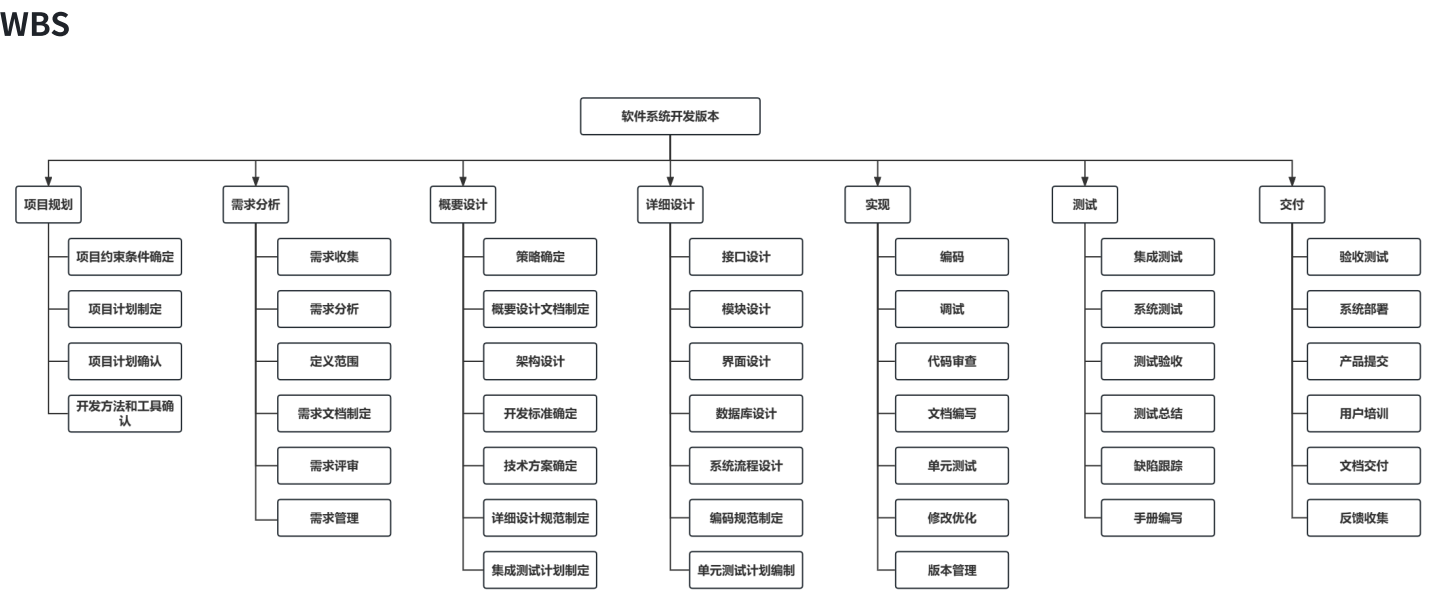 WBS
软件系统开发版本
项目规划
需求分析
概要设计
详细设计
实现
测试
交付
项目约束条件确定
项目计划制定
项目计划确认
开发方法和工具确
认
需求收集
需求分析
定义范围
需求文档制定
需求评审
需求管理
策略确定
概要设计文档制定
架构设计
开发标准确定
技术方案确定
详细设计规范制定
集成测试计划制定
接口设计
模块设计
界面设计
数据库设计
系统流程设计
编码规范制定
单元测试计划编制
编码
调试
代码审查
文档编写
单元测试
修改优化
版本管理
集成测试
系统测试
测试验收
测试总结
缺陷跟踪
手册编写
验收测试
系统部署
产品提交
用户培训
文档交付
反馈收集